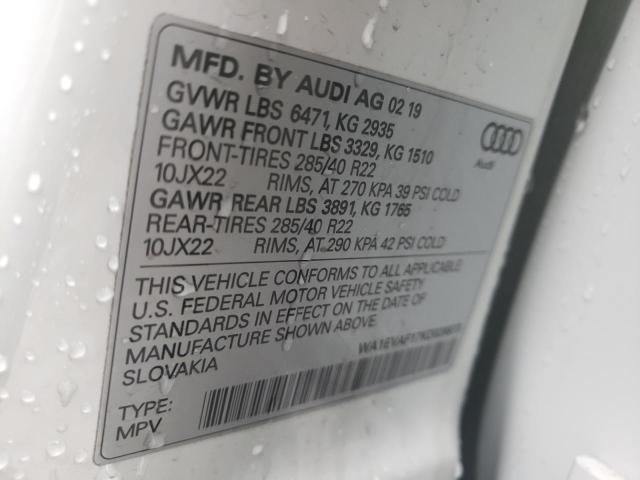 MFD. BY AUDI AG 02 19
GVWR LBS 6471, KG 2935
GAWR FRONT LBS 3329, KG 1510
FRONT-TIRES 285/40 R22
10JX22 RIMS, AT 270 KPA 39 PSI COLD
GAWR REAR LBS 3891, KG 1765
REAR-TIRES 285/40 R22
10JX22 RIMS, AT 290 KPA 42 PSI COLD
Audi
THIS VEHICLE CONFORMS TO ALL APPLICABLE
U.S. FEDERAL MOTOR VEHICLE SAFETY
STANDARDS IN EFFECT ON THE DATE OF
MANUFACTURE SHOWN ABOVE.
SLOVAKIA
TYPE:
MPV